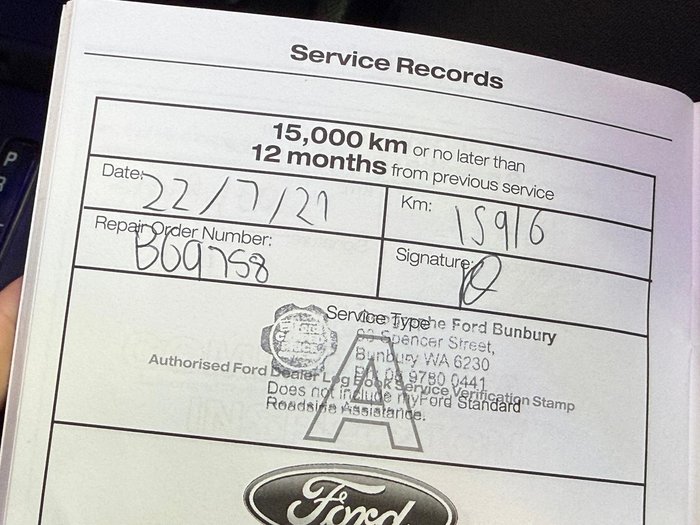 Service Records
15,000 km or no later than
12 months from previous service
Date: 22/7/21
Km: 15916
Repair Order Number: B69758
Signature:
Service Type
Ford Bunbury
Spencer Street,
Bunbury WA 6230
PH 08 9780 0441
A
Authorised Ford Dealer Log Book Service Verification Stamp
Does not include myFord Standard
Roadside Assistance.
Ford
P
R